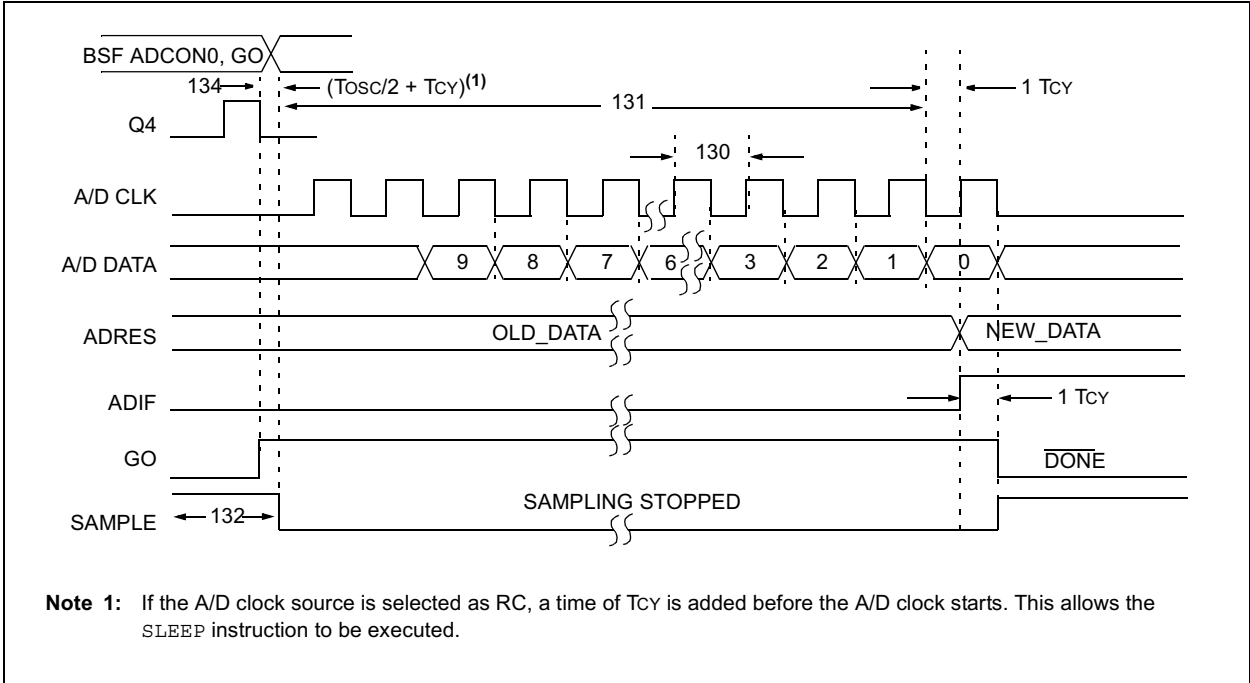 BSF ADCON0, GO
134
(TOSC/2 + TCY)(1)
131
1 TCY
Q4
130
A/D CLK
A/D DATA
9
8
7
6
3
2
1
0
ADRES
OLD_DATA
NEW_DATA
ADIF
1 TCY
GO
DONE
SAMPLING STOPPED
SAMPLE
132
Note 1: If the A/D clock source is selected as RC, a time of TCY is added before the A/D clock starts. This allows the
SLEEP instruction to be executed.